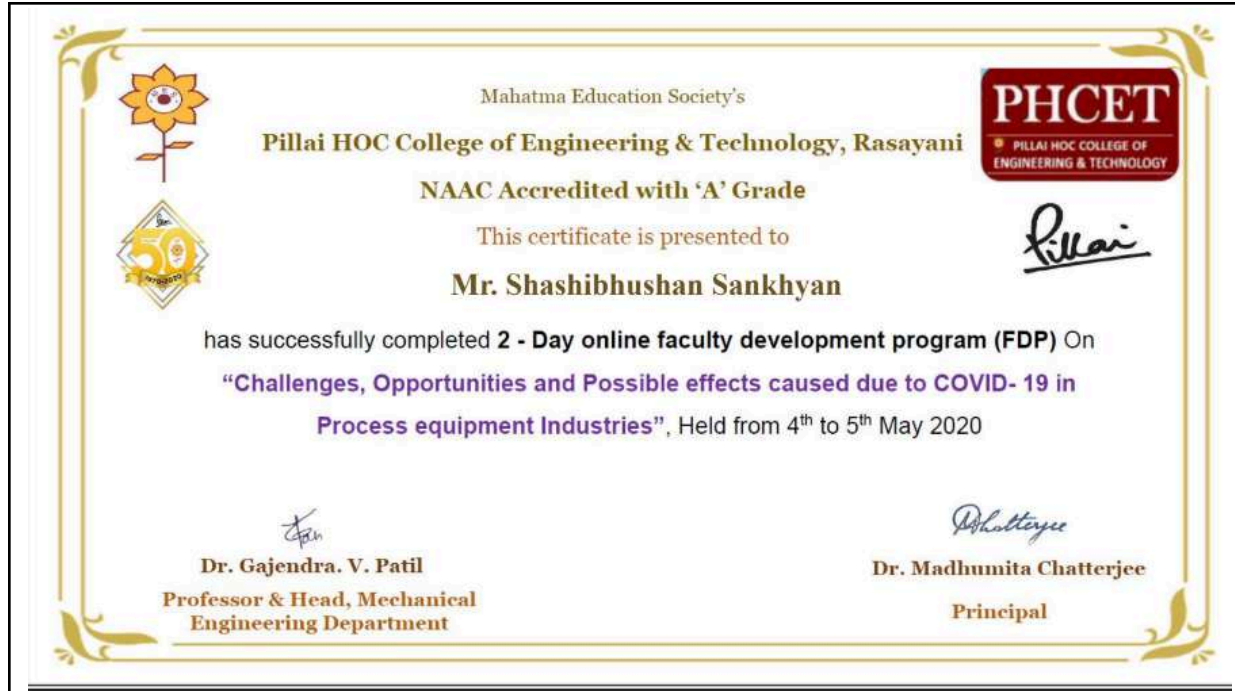 Mahatma Education Society's
Pillai HOC College of Engineering & Technology, Rasayani
NAAC Accredited with 'A' Grade
This certificate is presented to
Mr. Shashibhushan Sankhyan
has successfully completed 2 - Day online faculty development program (FDP) On
“Challenges, Opportunities and Possible effects caused due to COVID- 19 in
Process equipment Industries”, Held from 4th to 5th May 2020
PHCET
PILLAI HOC COLLEGE OF
ENGINEERING & TECHNOLOGY
Pillai
50
1970-2020
Dr. Gajendra. V. Patil
Professor & Head, Mechanical
Engineering Department
Dr. Madhumita Chatterjee
Principal